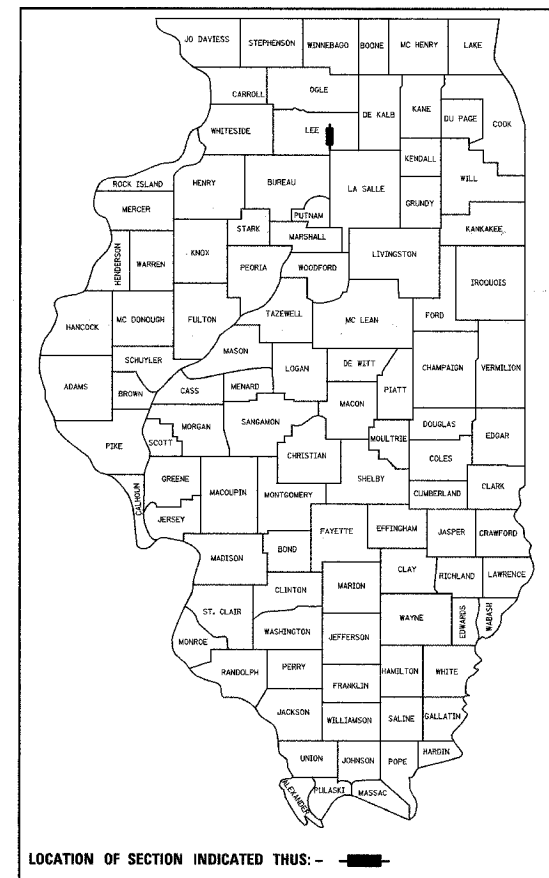 JO DAVIESS STEPHENSON WINNEBAGO BOONE MC HENRY LAKE
CARROLL OGLE
DE KALB KANE DU PAGE COOK
WHITESIDE LEE
KENDALL WILL
ROCK ISLAND HENRY BUREAU LA SALLE
MERCER PUTNAM GRUNDY
STARK MARSHALL KANKAKEE
HENDERSON WARREN KNOX PEORIA WOODFORD LIVINGSTON IROQUOIS
HANCOCK MC DONOUGH FULTON TAZEWELL MC LEAN FORD
SCHUYLER MASON LOGAN DE WITT CHAMPAIGN VERMILION
ADAMS BROWN CASS MENARD MACON PIATT
MORGAN SANGAMON DOUGLAS
PIKE SCOTT CHRISTIAN MOULTRIE COLES EDGAR
CALHOUN GREENE MACOUPIN MONTGOMERY SHELBY CUMBERLAND CLARK
JERSEY FAYETTE EFFINGHAM JASPER CRAWFORD
MADISON BOND
CLAY RICHLAND LAWRENCE
CLINTON MARION
ST. CLAIR WAYNE EDWARDS WABASH
MONROE WASHINGTON JEFFERSON
RANDOLPH PERRY HAMILTON WHITE
FRANKLIN
JACKSON WILLIAMSON SALINE GALLATIN
UNION JOHNSON POPE HARDIN
ALEXANDER PULASKI MASSAC
LOCATION OF SECTION INDICATED THUS: -